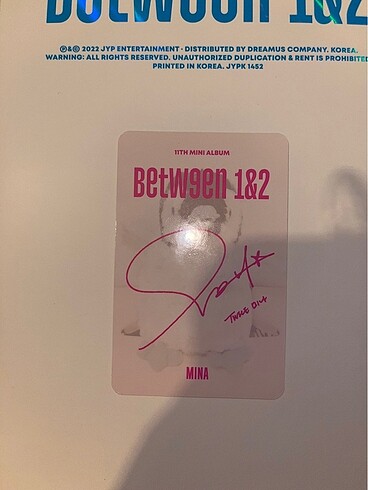 BETW9EN 1&2
℗&© 2022 JYP ENTERTAINMENT · DISTRIBUTED BY DREAMUS COMPANY. KOREA.
WARNING: ALL RIGHTS RESERVED. UNAUTHORIZED DUPLICATION & RENT IS PROHIBITED
PRINTED IN KOREA. JYPK 1452
11TH MINI ALBUM
BETW9EN 1&2
TWICE
MINA